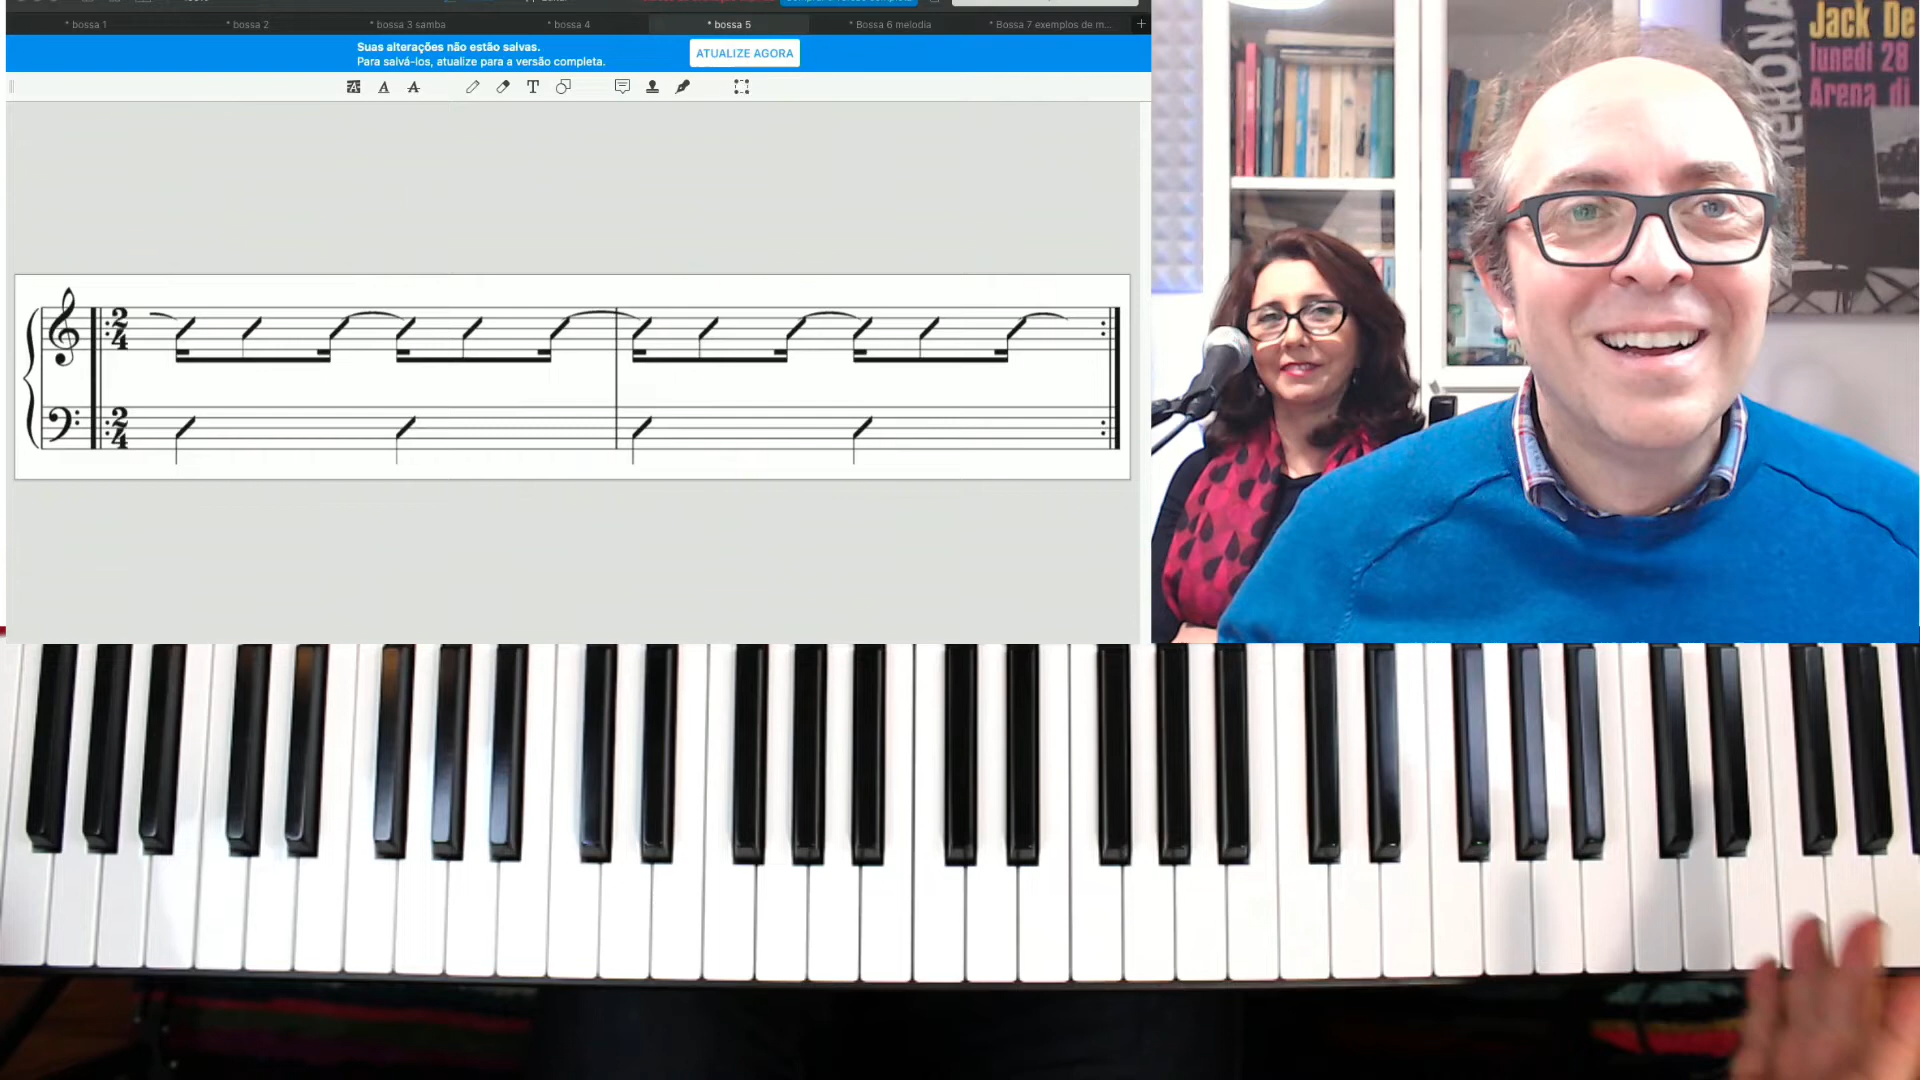 * bossa 1
* bossa 2
* bossa 3 samba
* bossa 4
* bossa 5
* Bossa 6 melodia
* Bossa 7 exemplos de m...
Suas alterações não estão salvas.
Para salvá-los, atualize para a versão completa.
ATUALIZE AGORA
A A A T
2
4
2
4
VERONA
Jack De
lunedì 28
Arena di